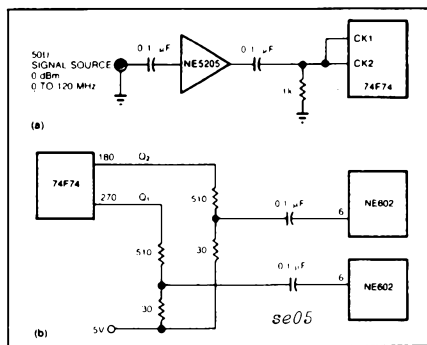 50Ω
SIGNAL SOURCE
0 dBm
0 TO 120 MHz
0.1 µF
NE5205
0.1 µF
1k
CK1
CK2
74F74
(a)
74F74
180 Q₂
270 Q₁
510
510
30
30
0.1 µF
6
NE602
0.1 µF
6
NE602
5V
se05
(b)